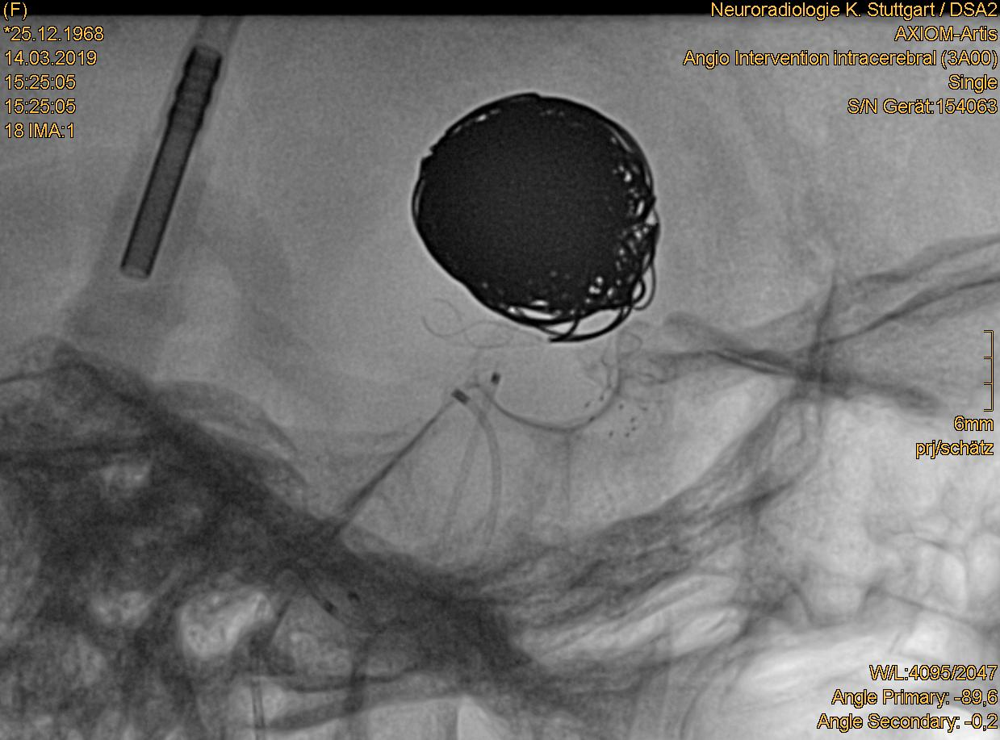 (F)
*25.12.1968
14.03.2019
15:25:05
15:25:05
18 IMA:1
Neuroradiologie K. Stuttgart / DSA2
AXIOM-Artis
Angio Intervention intracerebral (3A00)
Single
S/N Gerät:154063
6mm
prj/schätz
W/L:4095/2047
Angle Primary: -89,6
Angle Secondary: -0,2